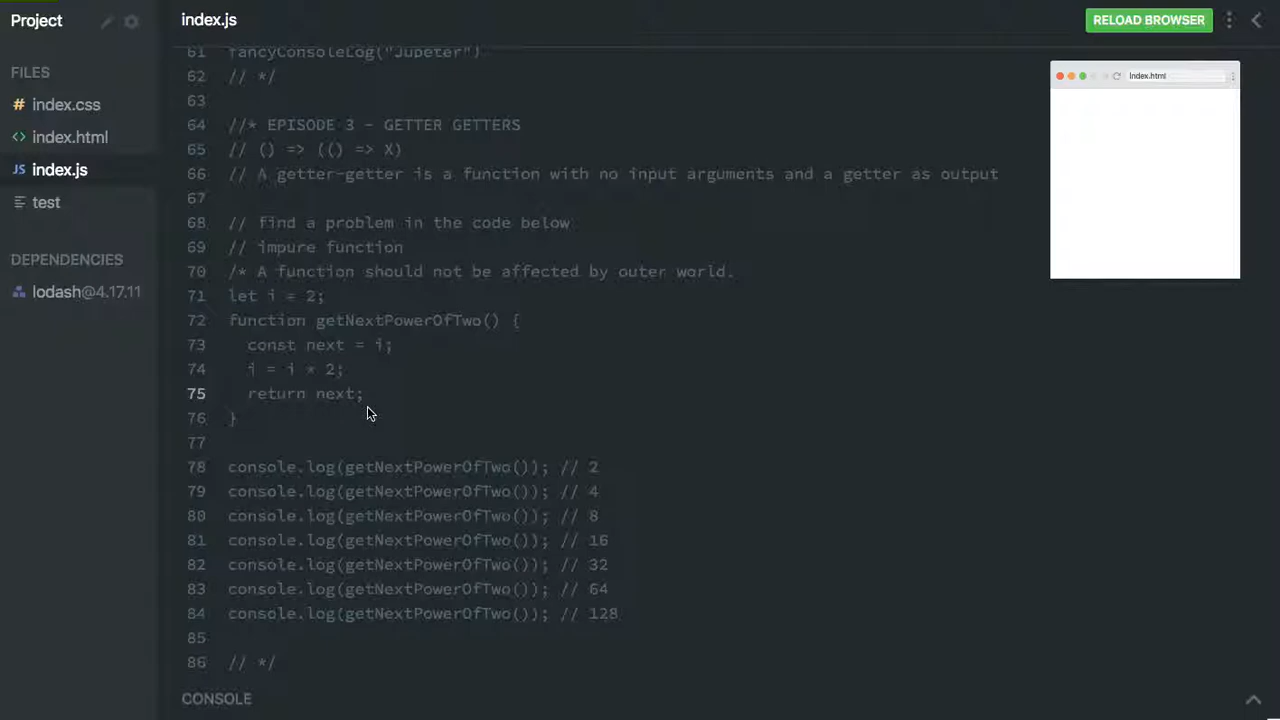 Project
index.js
RELOAD BROWSER
FILES
index.css
index.html
JS index.js
test
DEPENDENCIES
lodash@4.17.11
index.html
61 fancyConsoleLog("Jupeter")
62 // */
63
64 //* EPISODE 3 - GETTER GETTERS
65 // () => (() => X)
66 // A getter-getter is a function with no input arguments and a getter as output
67
68 // find a problem in the code below
69 // impure function
70 /* A function should not be affected by outer world.
71 let i = 2;
72 function getNextPowerOfTwo() {
73 const next = i;
74 i = i * 2;
75 return next;
76 }
77
78 console.log(getNextPowerOfTwo()); // 2
79 console.log(getNextPowerOfTwo()); // 4
80 console.log(getNextPowerOfTwo()); // 8
81 console.log(getNextPowerOfTwo()); // 16
82 console.log(getNextPowerOfTwo()); // 32
83 console.log(getNextPowerOfTwo()); // 64
84 console.log(getNextPowerOfTwo()); // 128
85
86 // */
CONSOLE